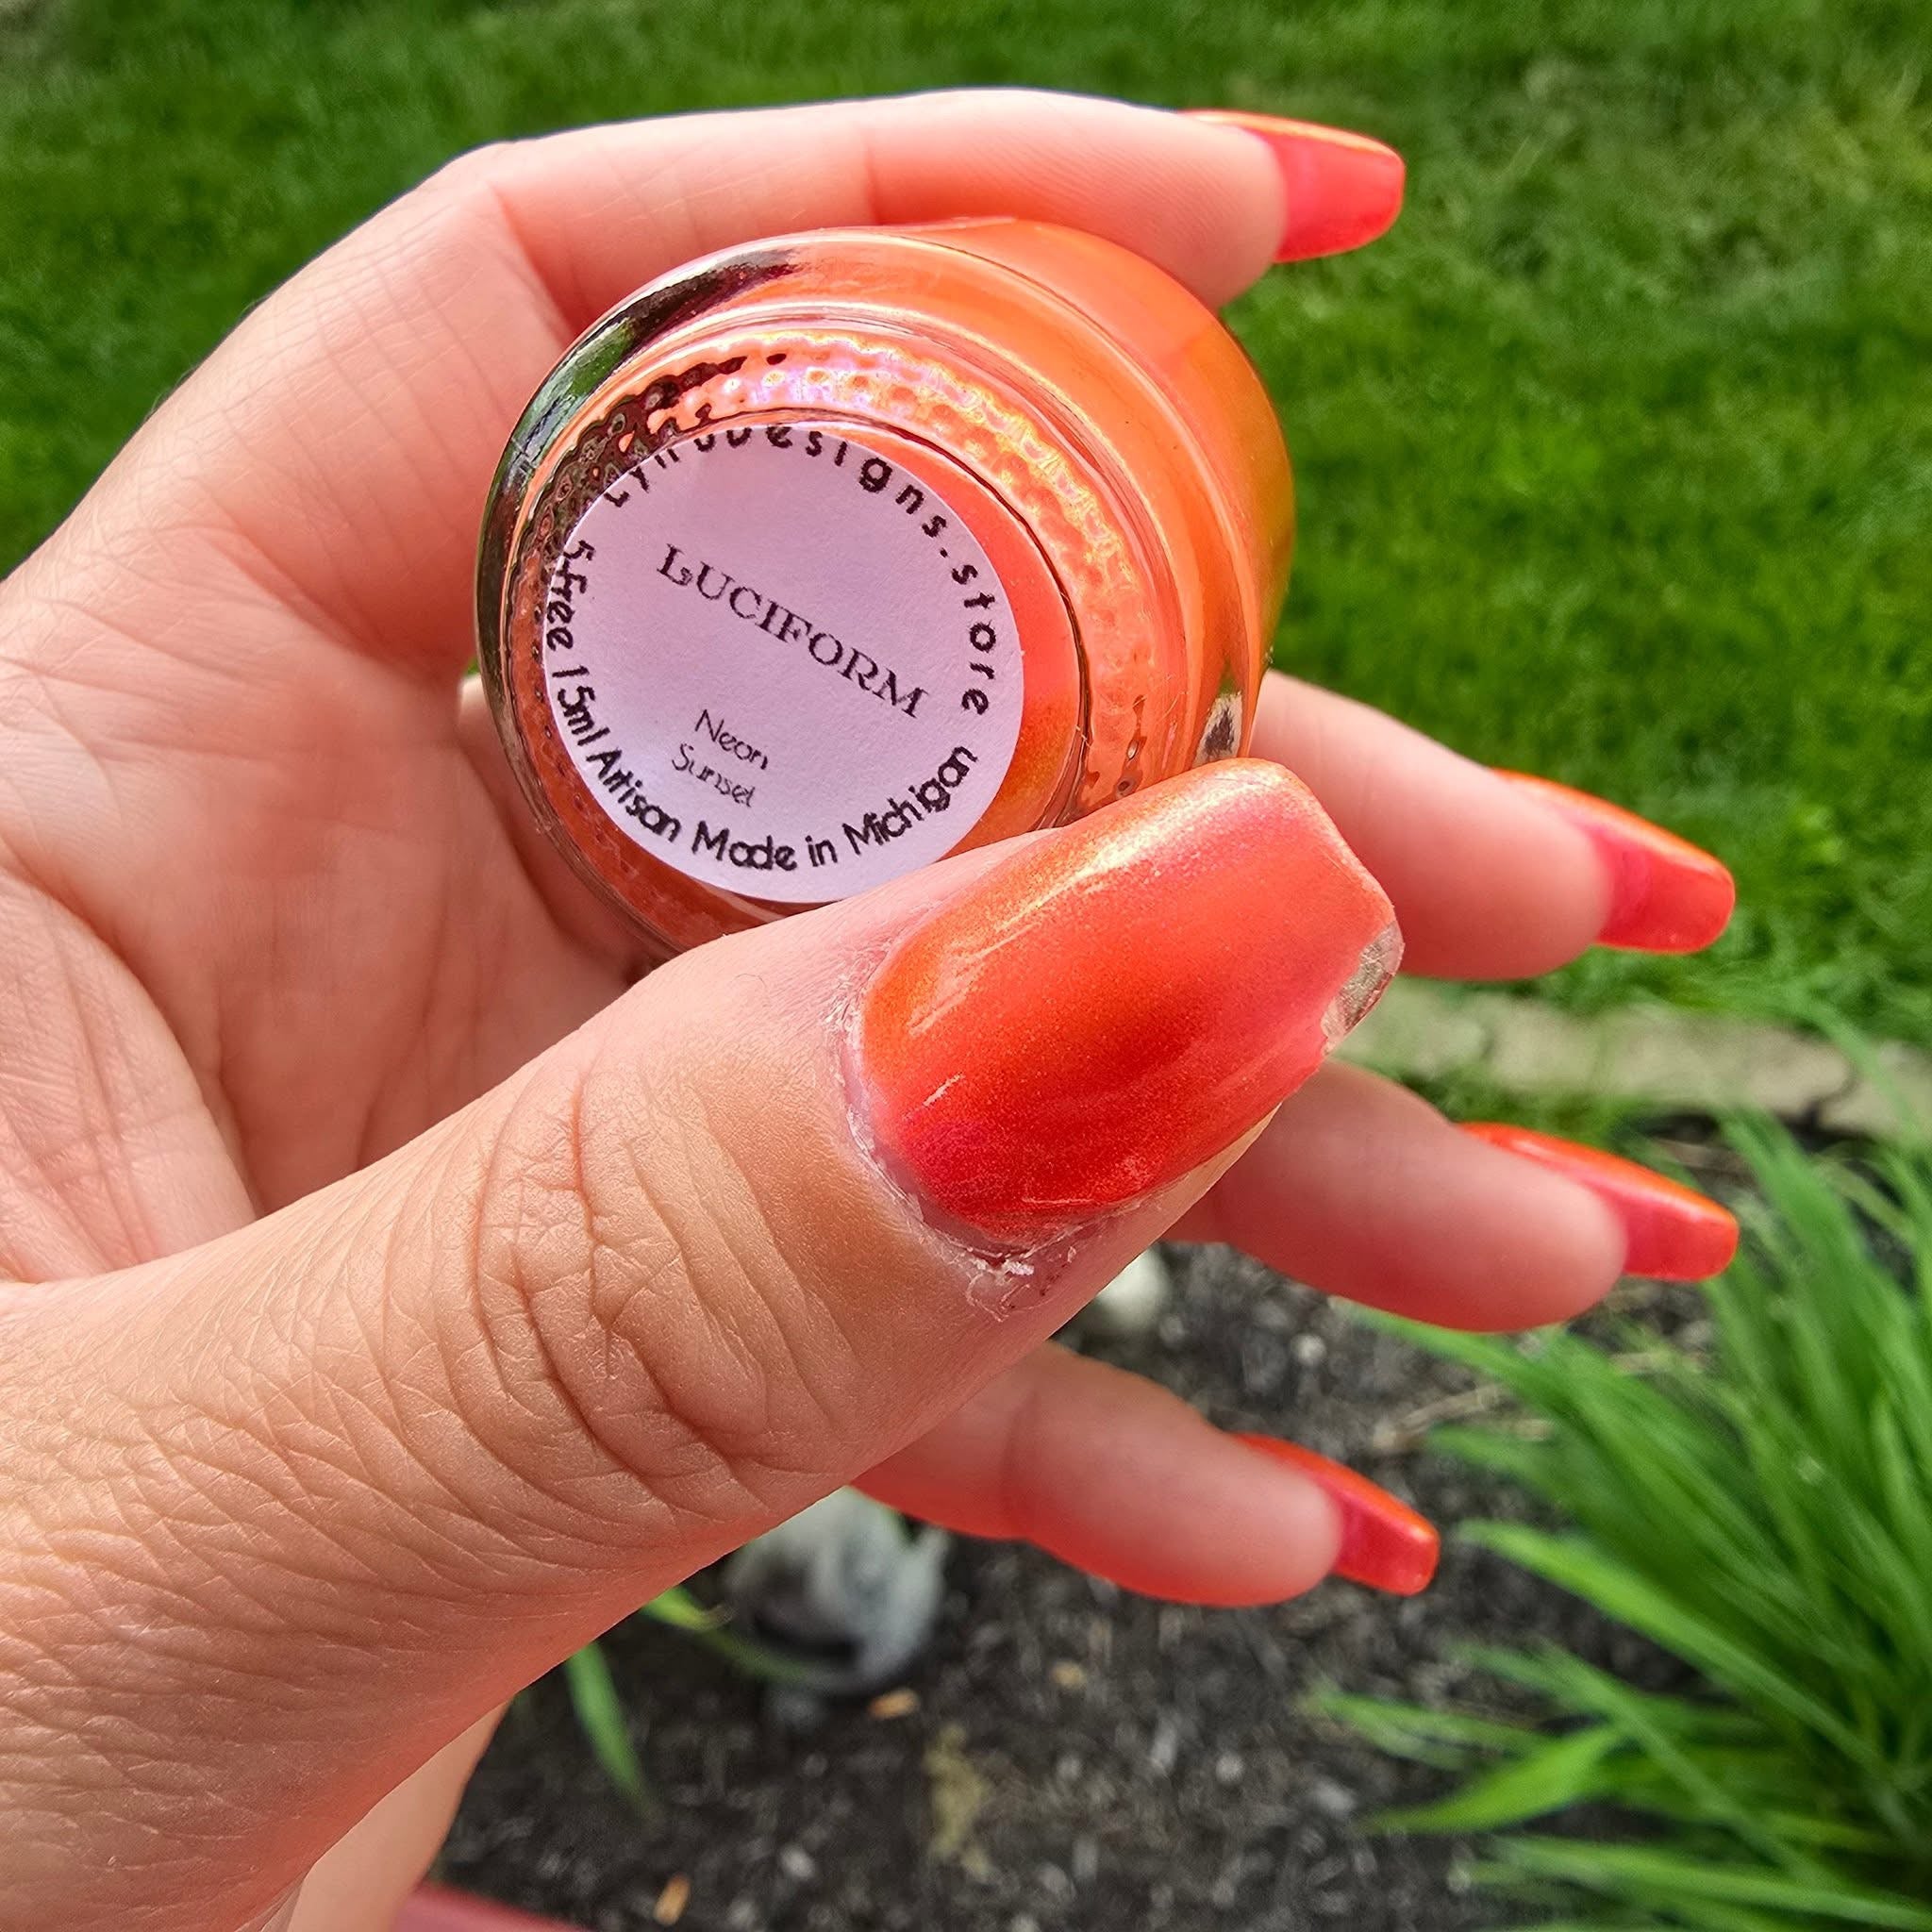 LynBDesigns.store
LUCIFORM
Neon
Sunset
5-Free 15ml Artisan Made in Michigan